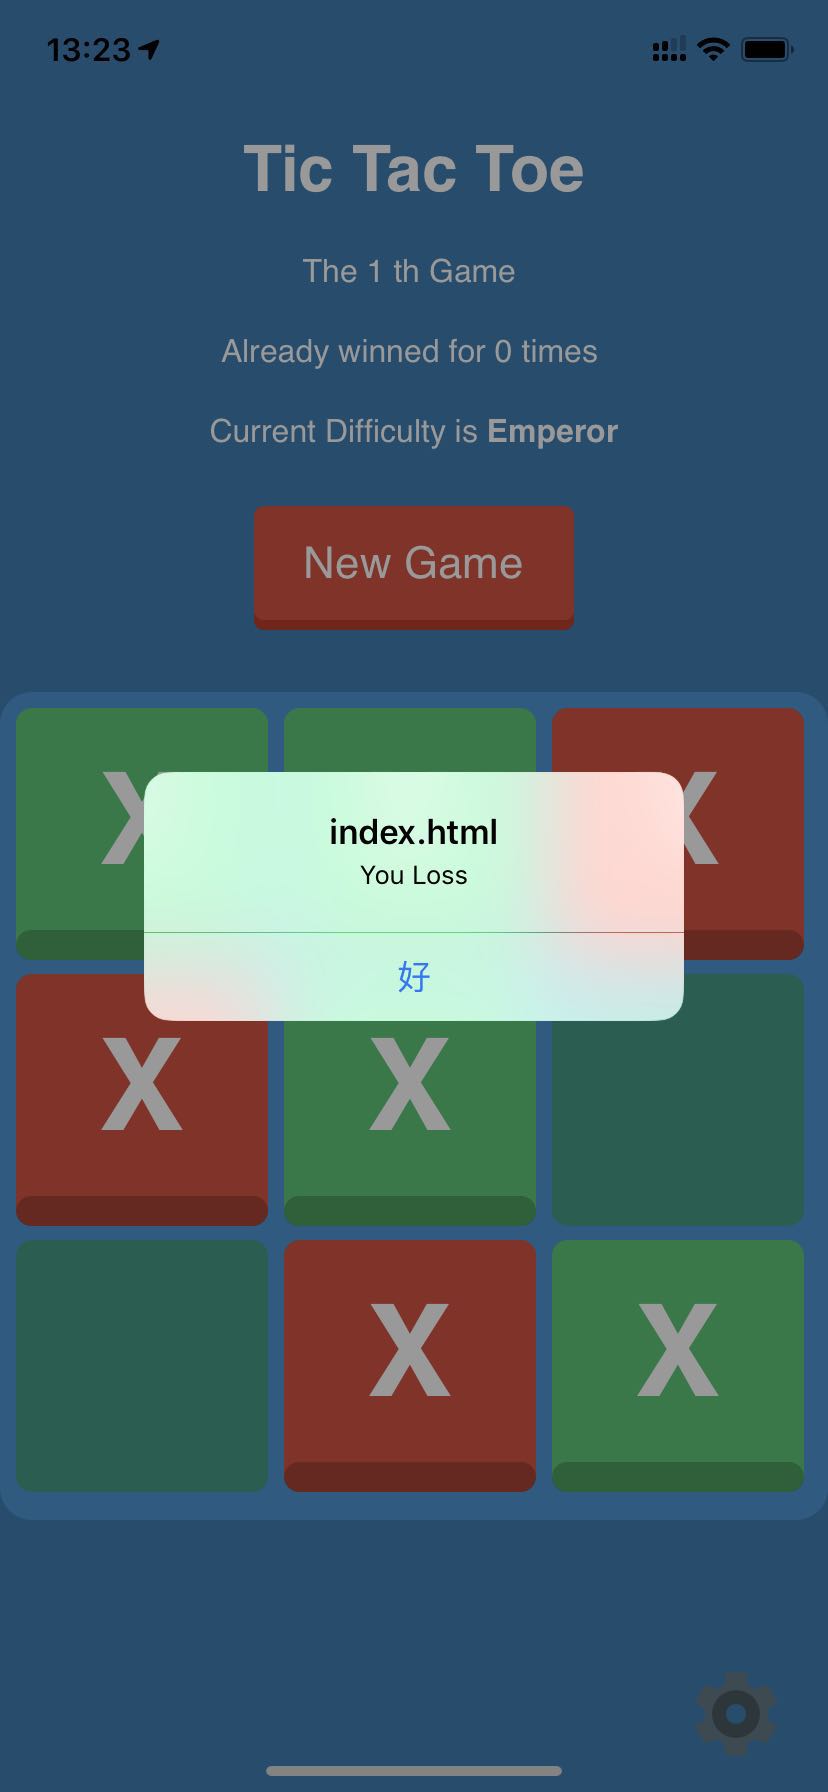 13:23
Tic Tac Toe
The 1 th Game
Already winned for 0 times
Current Difficulty is Emperor
New Game
X X
index.html
You Loss
好
X X
X X